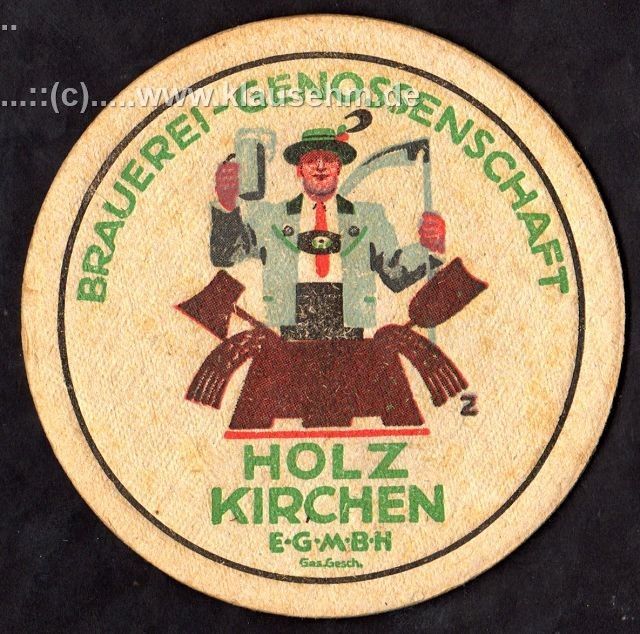 ...::(c).....www.klausehm.de
BRAUEREI-GENOSSENSCHAFT
Z
HOLZ
KIRCHEN
E·G·M·B·H
Ges.Gesch.